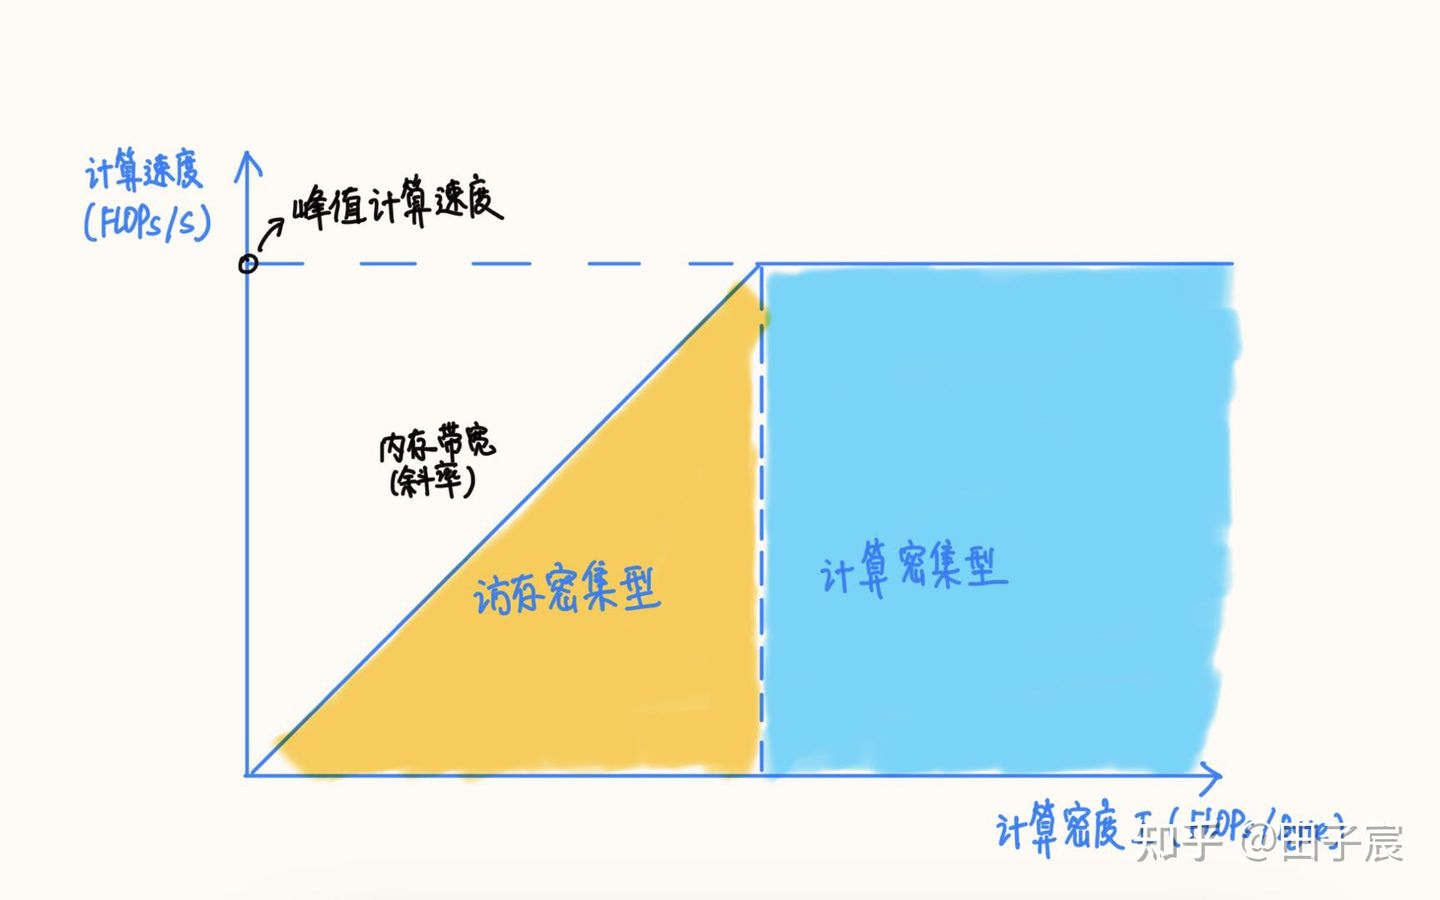 计算速度
(FLOPs/s)
峰值计算速度
内存带宽
(斜率)
访存密集型
计算密集型
计算密度 I (FLOPs/Byte)
知乎 @田子宸